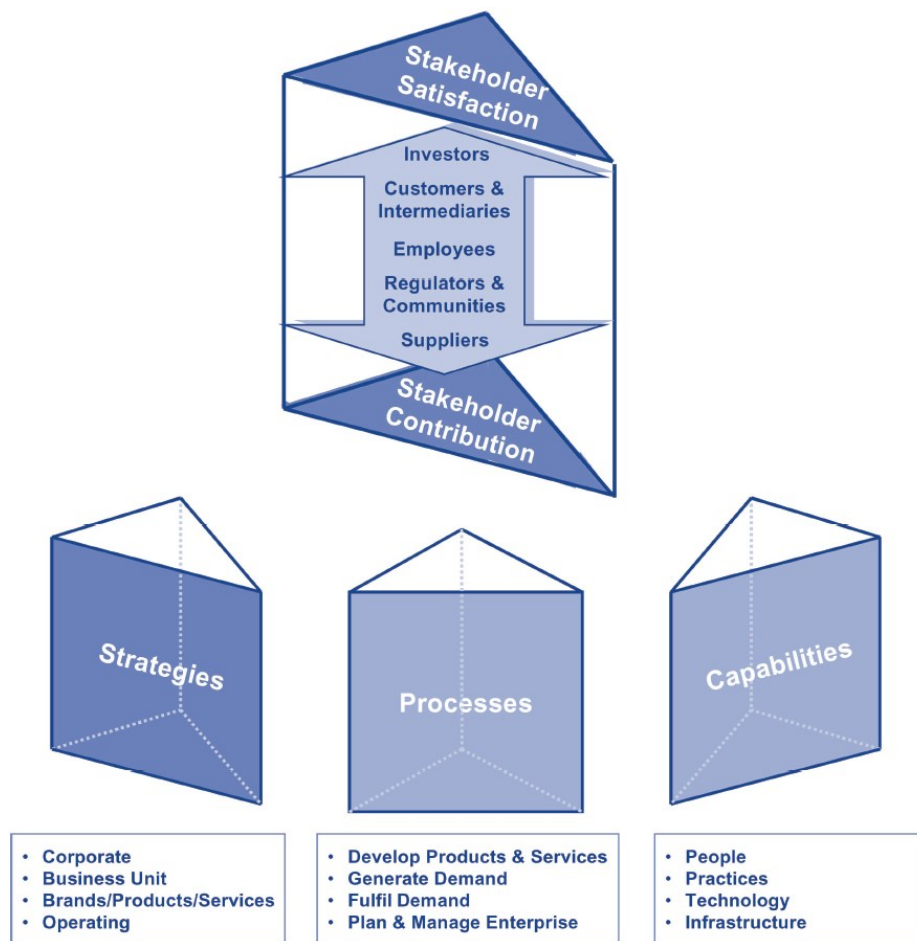 Stakeholder
Satisfaction
Investors
Customers &
Intermediaries
Employees
Regulators &
Communities
Suppliers
Stakeholder
Contribution
Strategies
Processes
Capabilities
• Corporate
• Business Unit
• Brands/Products/Services
• Operating
• Develop Products & Services
• Generate Demand
• Fulfil Demand
• Plan & Manage Enterprise
• People
• Practices
• Technology
• Infrastructure